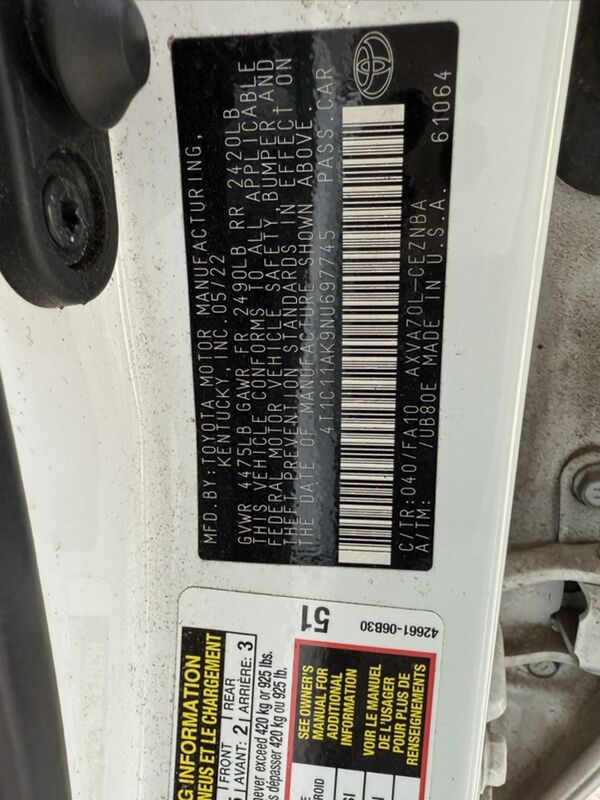 MFD.BY: TOYOTA MOTOR MANUFACTURING,
KENTUCKY, INC. 05/22
GVWR 4475LB GAWR FR 2490LB RR 2420LB
THIS VEHICLE CONFORMS TO ALL APPLICABLE
FEDERAL MOTOR VEHICLE SAFETY, BUMPER AND
THEFT PREVENTION STANDARDS IN EFFECT ON
THE DATE OF MANUFACTURE SHOWN ABOVE.
4T1C11AK9NU697745 PASS.CAR
C/TR:040/FA10 AXVA70L-CEZNBA
A/TM: /UB80E MADE IN U.S.A. 61064
G INFORMATION
NEUS ET LE CHARGEMENT
FRONT REAR
AVANT: 2 ARRIÈRE: 3
never exceed 420 kg or 925 lbs.
s dépasser 420 kg ou 925 lb.
51
42661-06B30
SEE OWNER'S
MANUAL FOR
ADDITIONAL
INFORMATION
VOIR LE MANUEL
DE L'USAGER
POUR PLUS DE
RENSEIGNEMENTS